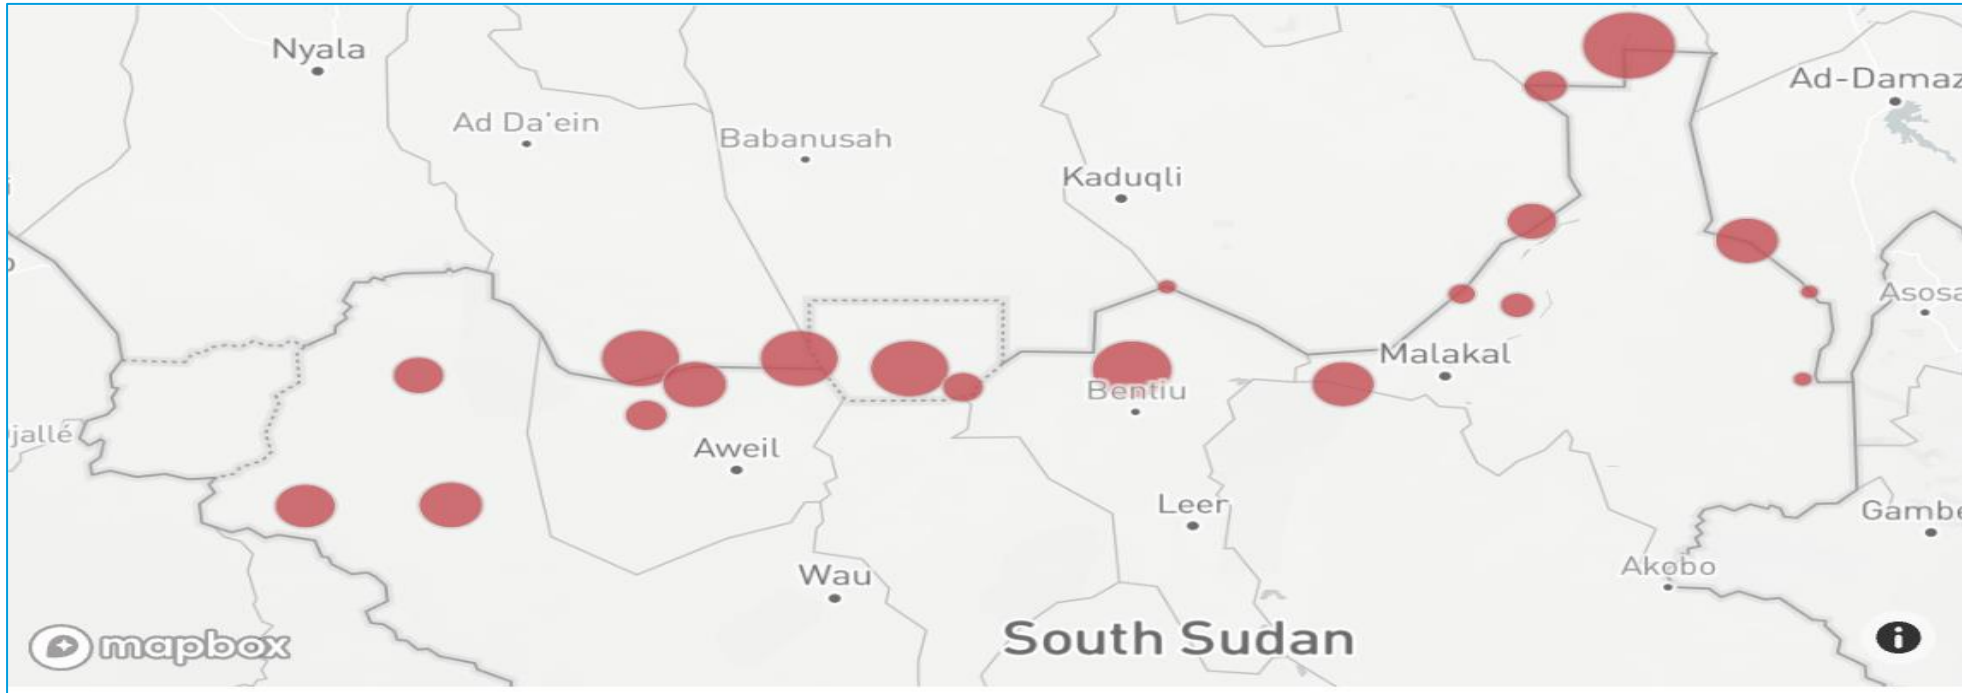 Nyala
Ad-Damaz
Ad Da'ein
Babanusah
Kaduqli
Asosa
Malakal
Bentiu
jallé
Aweil
Leer
Gambe
Akobo
Wau
South Sudan
mapbox
i